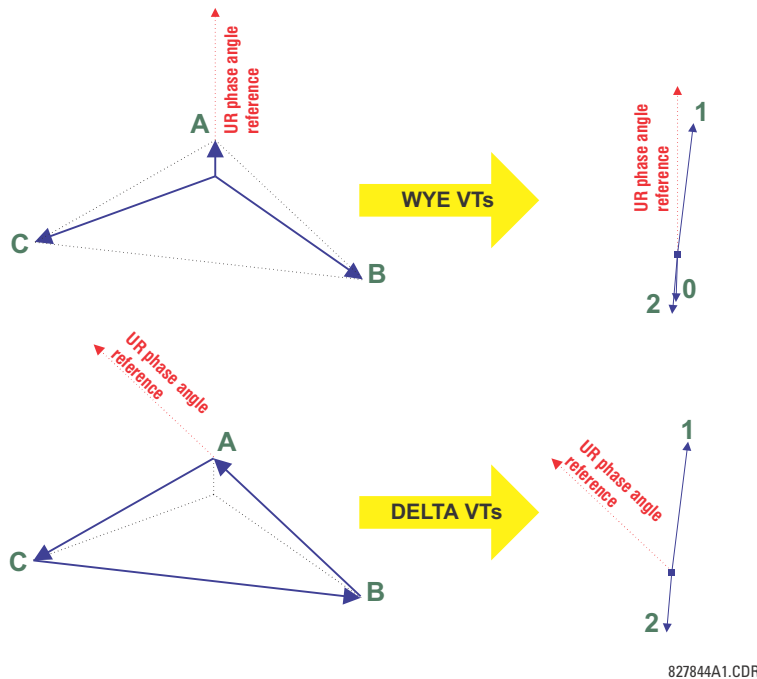 UR phase angle
reference
A
C
B
WYE VTs
UR phase angle
reference
1
2
0
UR phase angle
reference
A
C
B
DELTA VTs
UR phase angle
reference
1
2
827844A1.CDR